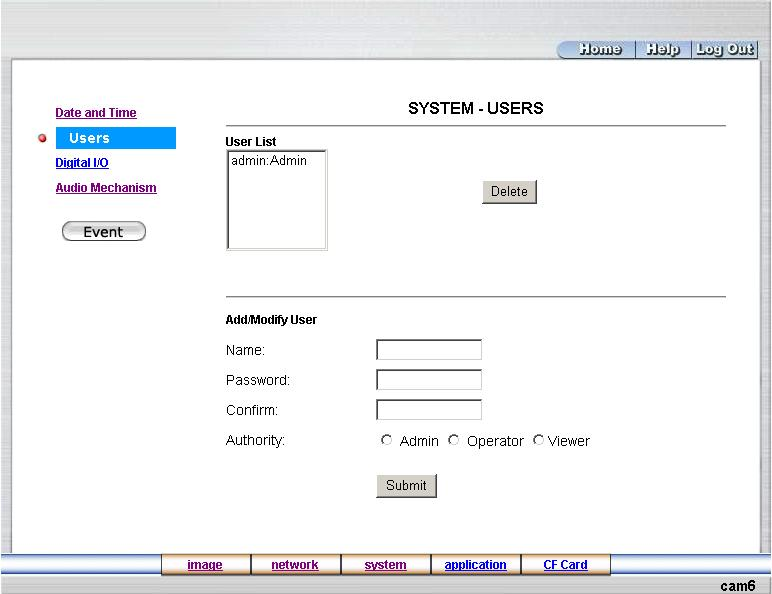 Home Help Log Out
SYSTEM - USERS
Date and Time
Users
Digital I/O
Audio Mechanism
Event
User List
admin:Admin
Delete
Add/Modify User
Name:
Password:
Confirm:
Authority: Admin Operator Viewer
Submit
image network system application CF Card
cam6